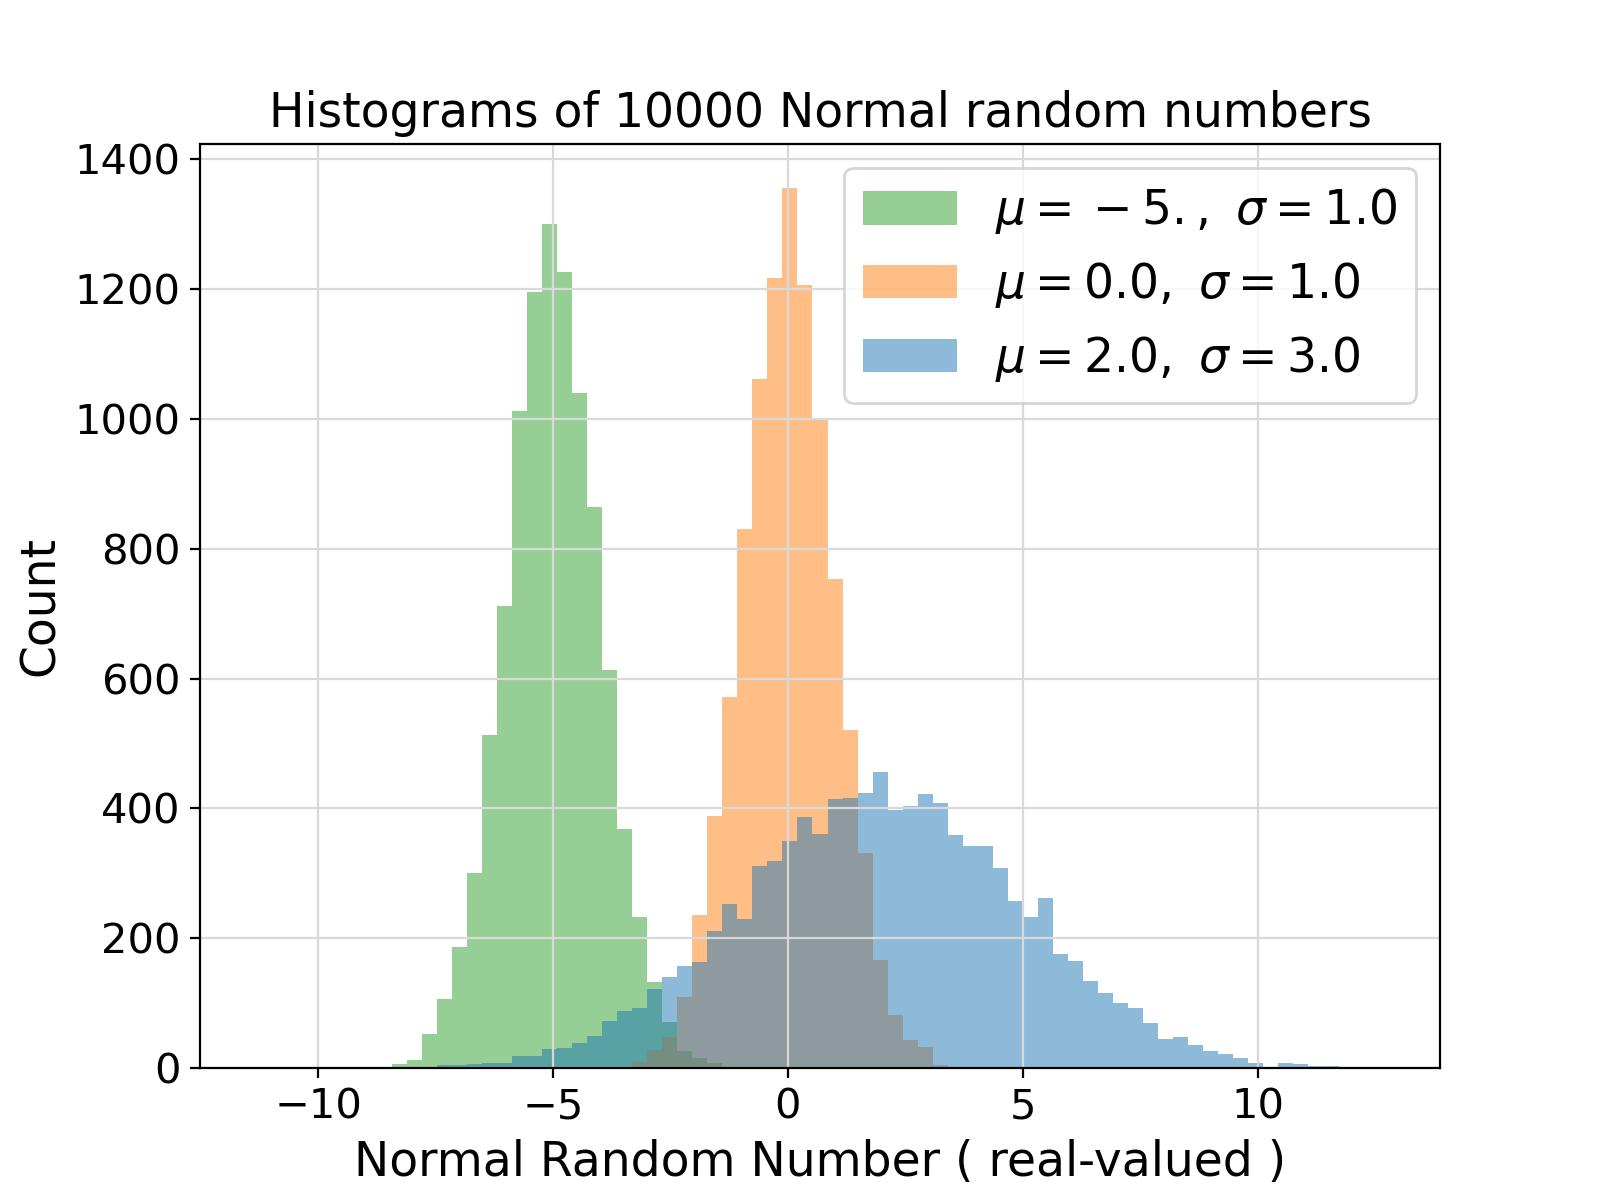 Histograms of 10000 Normal random numbers
1400
1200
1000
800
600
400
200
0
Count
μ = −5. , σ = 1.0
μ = 0.0, σ = 1.0
μ = 2.0, σ = 3.0
−10 −5 0 5 10
Normal Random Number ( real-valued )